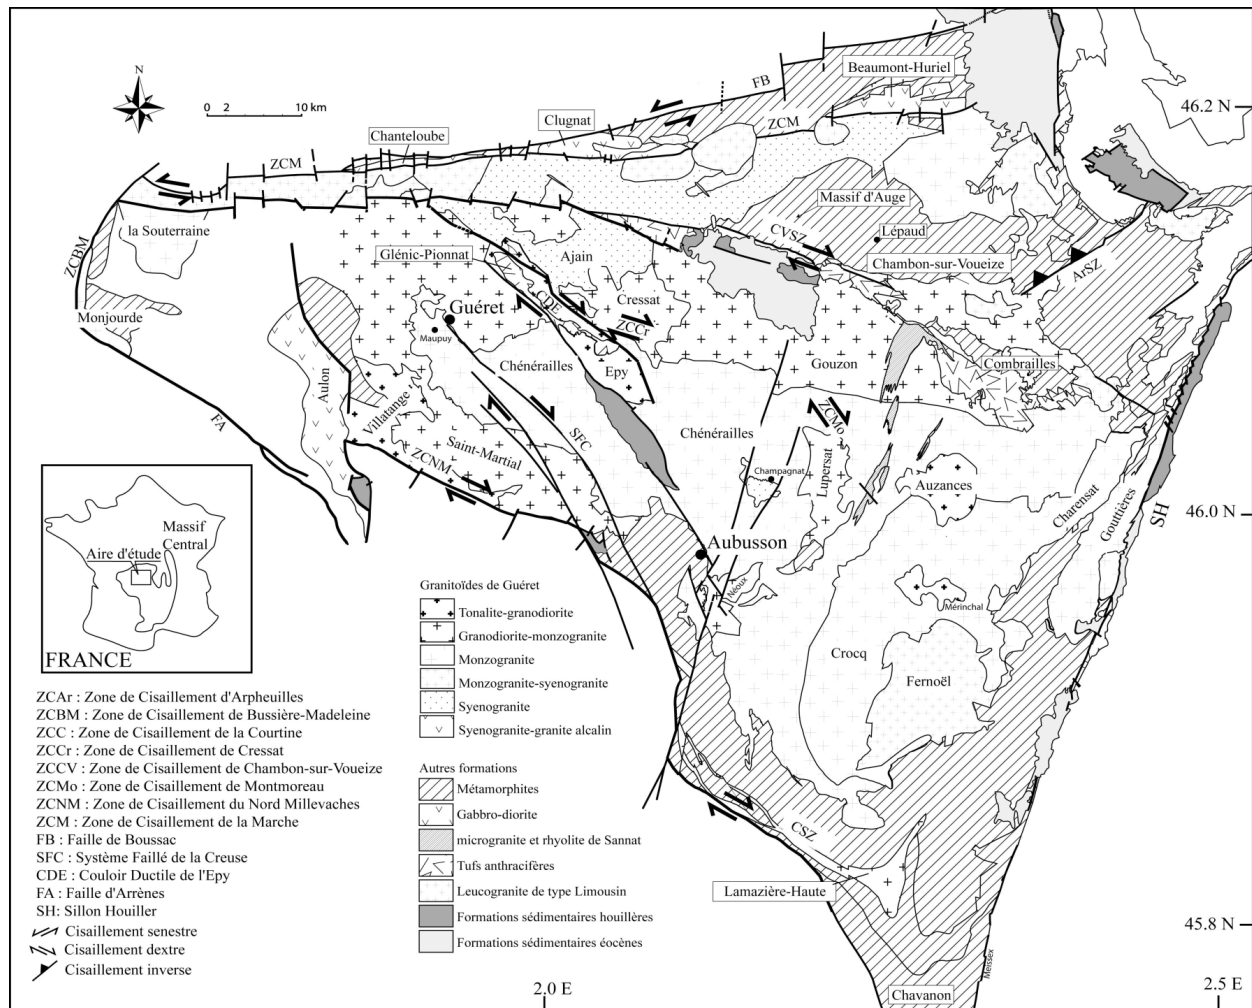 Beaumont-Huriel
FB
46.2 N
N
0 2 10 km
Clugnat
ZCM
Chanteloube
ZCM
Massif d'Auge
la Souterraine
CVSZ
Lépaud
ZCBM
Glénic-Pionnat
Ajain
Chambon-sur-Voueize
ArSZ
CDE
Cressat
Guéret
Monjourde
ZCCr
Maupuy
Chénérailles
Epy
Gouzon
Combrailles
Aulon
Villatange
SFC
Chénérailles
ZCMo
FA
Saint-Martial
ZCNM
Champagnat
Lupersat
Auzances
Charensat
Gouttières
SH
46.0 N
Massif
Central
Aire d'étude
FRANCE
Aubusson
Néoux
Mérinchal
Crocq
Fernoël
Granitoïdes de Guéret
Tonalite-granodiorite
Granodiorite-monzogranite
Monzogranite
Monzogranite-syenogranite
Syenogranite
Syenogranite-granite alcalin
Autres formations
Métamorphites
Gabbro-diorite
microgranite et rhyolite de Sannat
Tufs anthracifères
Leucogranite de type Limousin
Formations sédimentaires houillères
Formations sédimentaires éocènes
ZCAr : Zone de Cisaillement d'Arpheuilles
ZCBM : Zone de Cisaillement de Bussière-Madeleine
ZCC : Zone de Cisaillement de la Courtine
ZCCr : Zone de Cisaillement de Cressat
ZCCV : Zone de Cisaillement de Chambon-sur-Voueize
ZCMo : Zone de Cisaillement de Montmoreau
ZCNM : Zone de Cisaillement du Nord Millevaches
ZCM : Zone de Cisaillement de la Marche
FB : Faille de Boussac
SFC : Système Faillé de la Creuse
CDE : Couloir Ductile de l'Epy
FA : Faille d'Arrènes
SH: Sillon Houiller
Cisaillement senestre
Cisaillement dextre
Cisaillement inverse
CSZ
Lamazière-Haute
45.8 N
Meissex
Chavanon
2.0 E
2.5 E